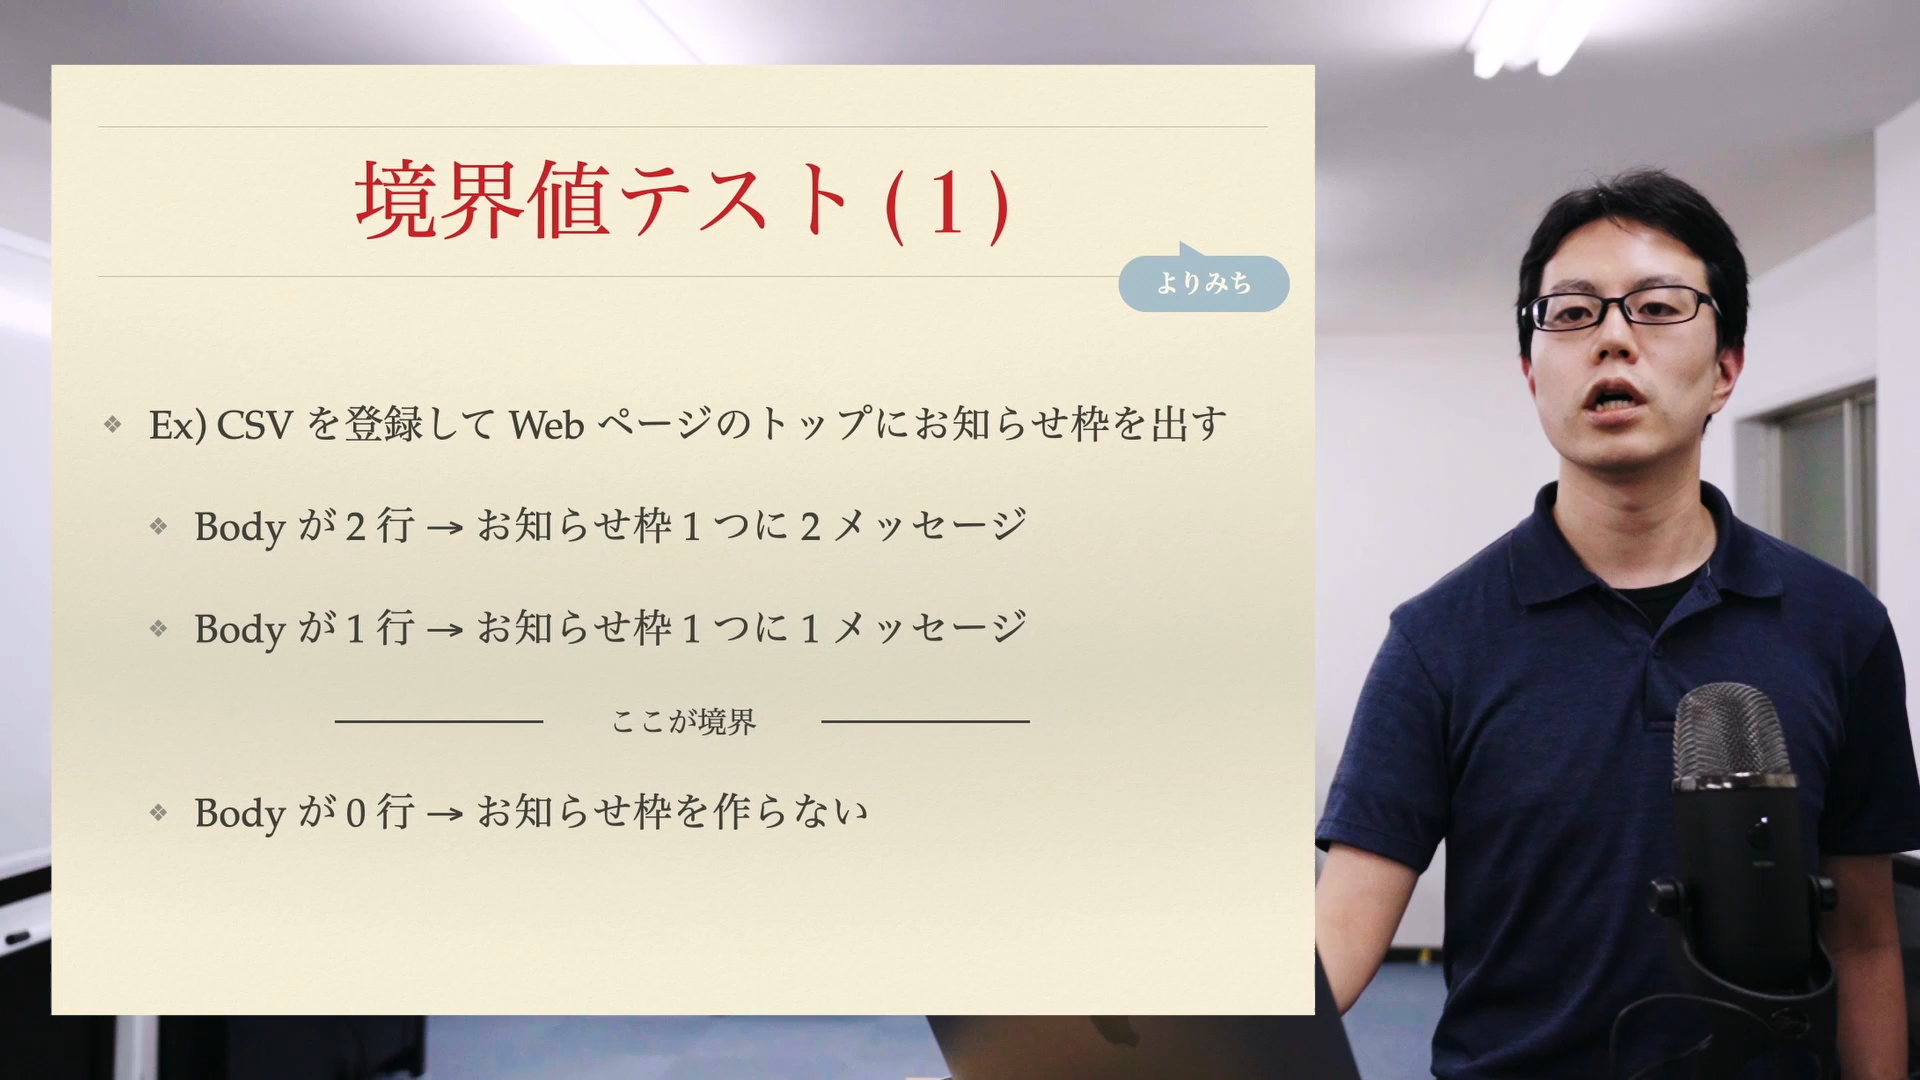 境界値テスト ( 1 )
よりみち
Ex) CSV を登録して Web ページのトップにお知らせ枠を出す
Body が 2 行 → お知らせ枠 1 つに 2 メッセージ
Body が 1 行 → お知らせ枠 1 つに 1 メッセージ
ここが境界
Body が 0 行 → お知らせ枠を作らない